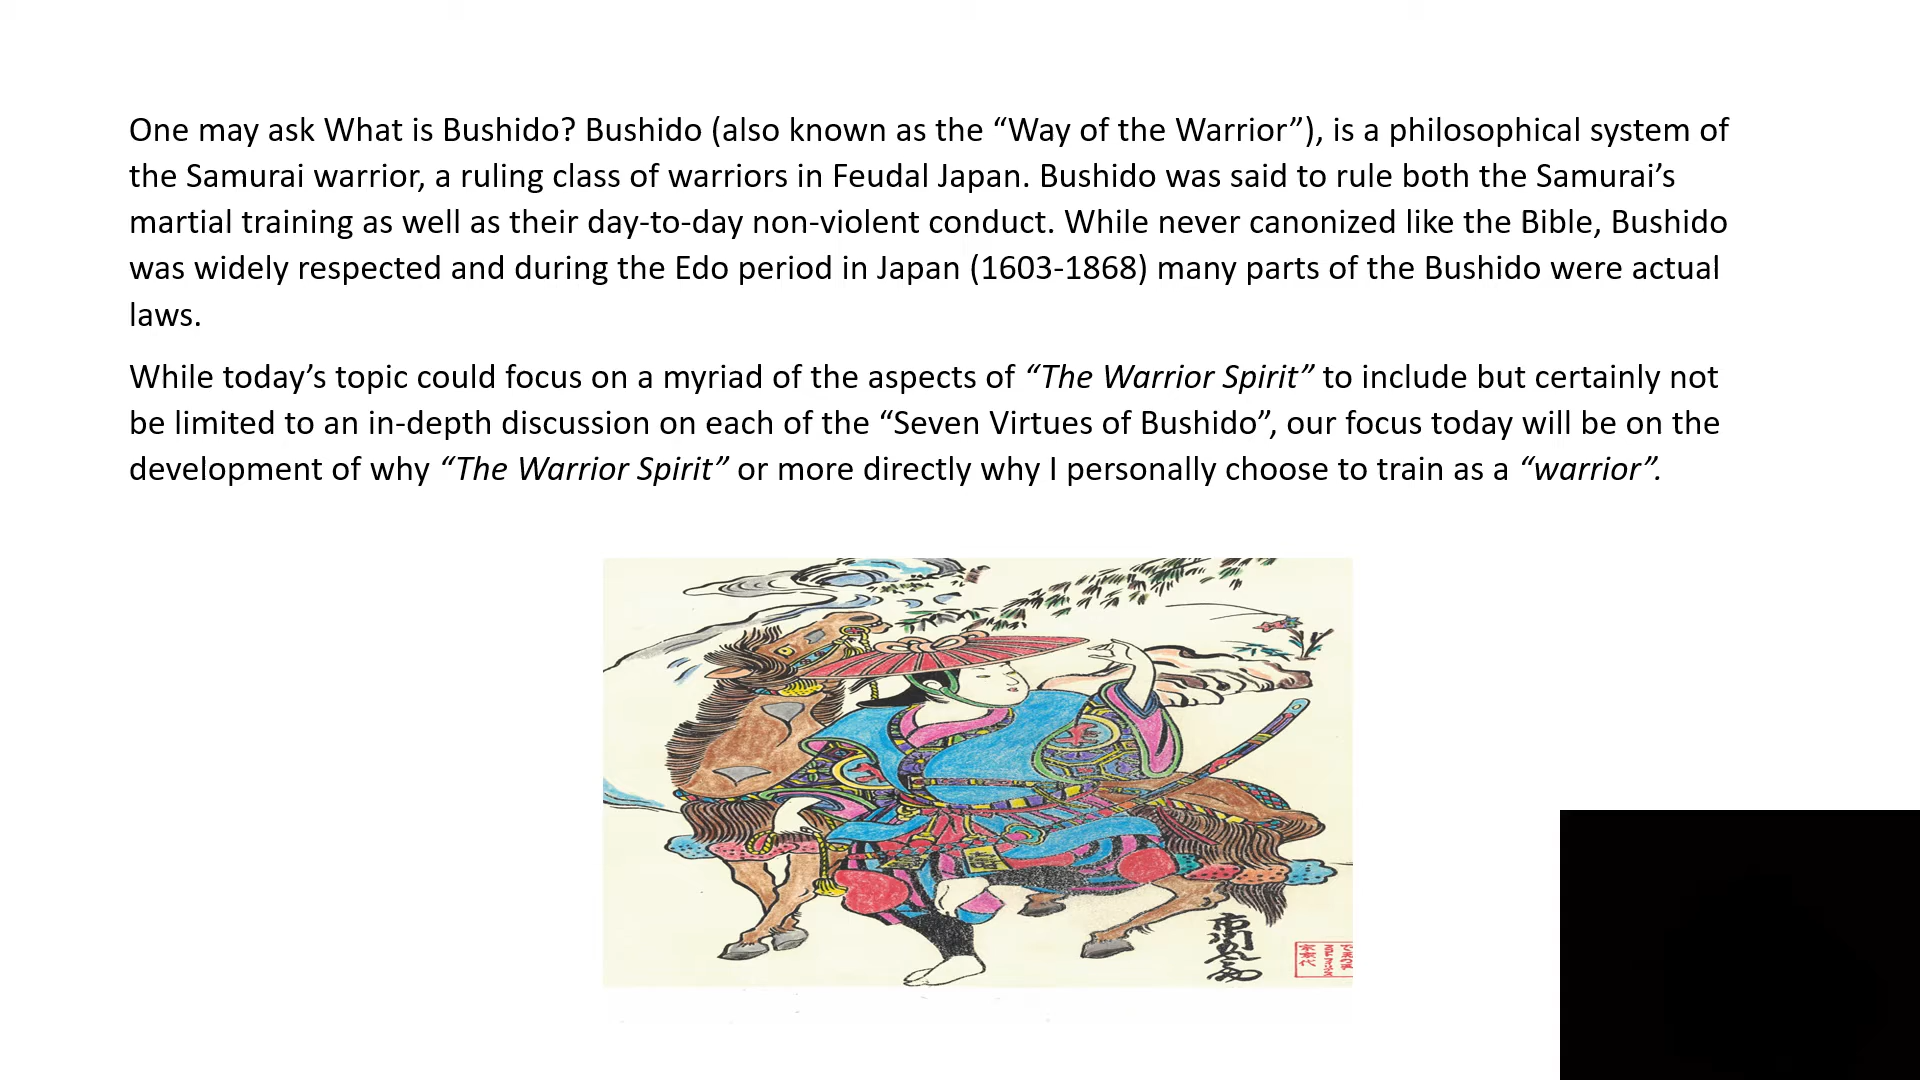 One may ask What is Bushido? Bushido (also known as the “Way of the Warrior”), is a philosophical system of
the Samurai warrior, a ruling class of warriors in Feudal Japan. Bushido was said to rule both the Samurai’s
martial training as well as their day-to-day non-violent conduct. While never canonized like the Bible, Bushido
was widely respected and during the Edo period in Japan (1603-1868) many parts of the Bushido were actual
laws.
While today’s topic could focus on a myriad of the aspects of “The Warrior Spirit” to include but certainly not
be limited to an in-depth discussion on each of the “Seven Virtues of Bushido”, our focus today will be on the
development of why “The Warrior Spirit” or more directly why I personally choose to train as a “warrior”.